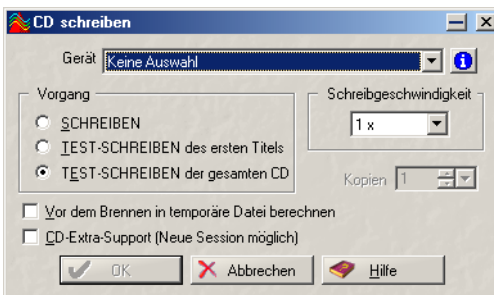 CD schreiben
Gerät Keine Auswahl
Vorgang
Schreibgeschwindigkeit
SCHREIBEN
1 x
TEST-SCHREIBEN des ersten Titels
TEST-SCHREIBEN der gesamten CD
Kopien 1
Vor dem Brennen in temporäre Datei berechnen
CD-Extra-Support (Neue Session möglich)
OK Abbrechen Hilfe